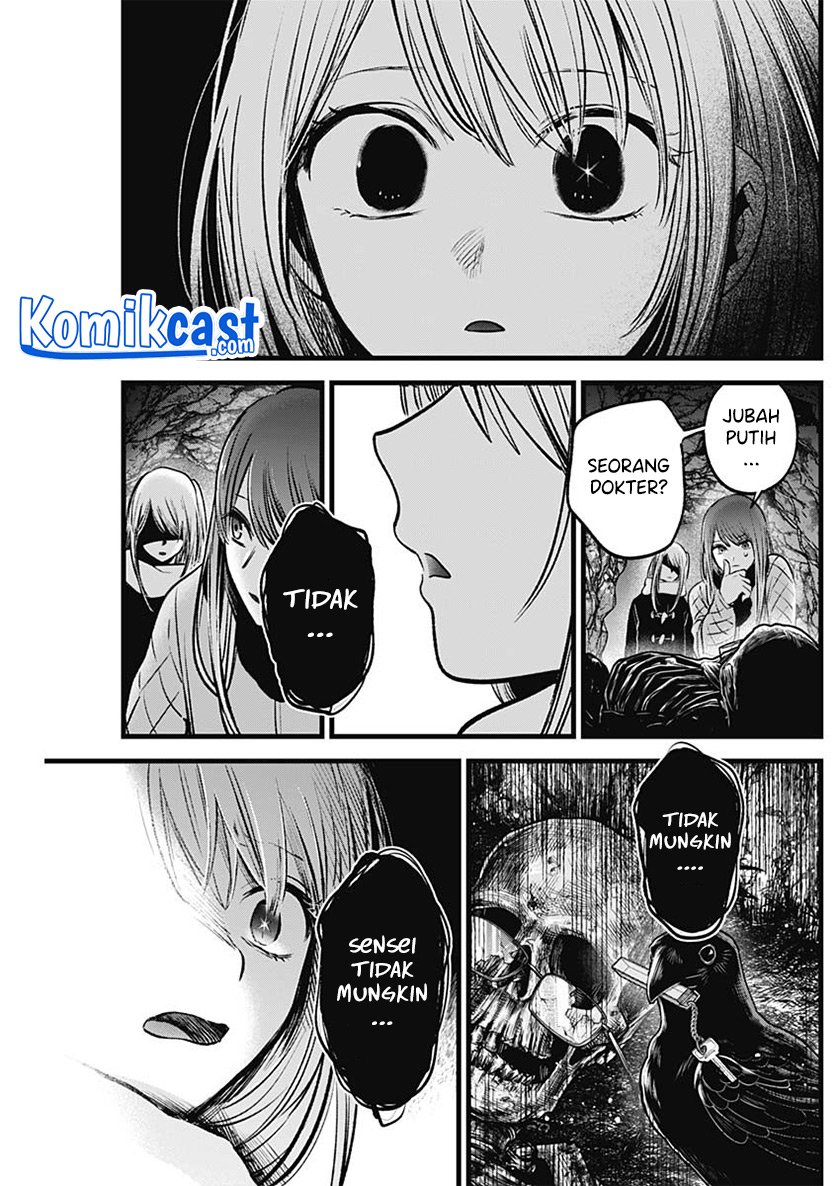 Komikcast
.com
JUBAH
PUTIH
...
SEORANG
DOKTER?
TIDAK
...
TIDAK
MUNGKIN
....
SENSEI
TIDAK
MUNGKIN
...